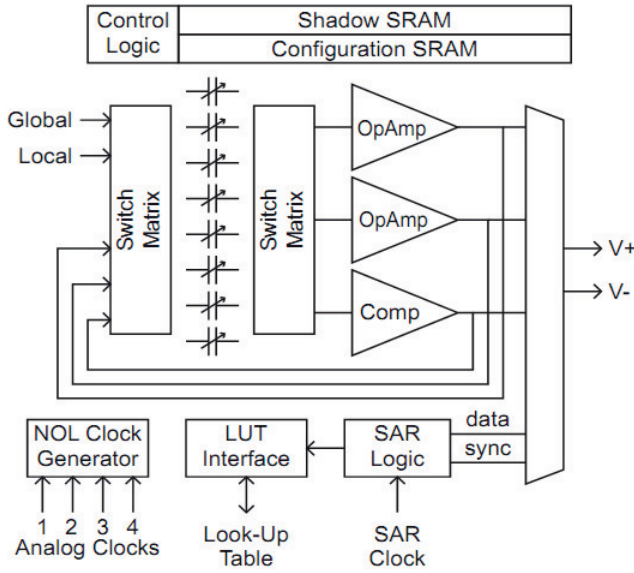 Control
Logic
Shadow SRAM
Configuration SRAM
Global
Local
Switch
Matrix
Switch
Matrix
OpAmp
OpAmp
Comp
V+
V-
NOL Clock
Generator
LUT
Interface
SAR
Logic
data
sync
1 2 3 4
Analog Clocks
Look-Up
Table
SAR
Clock